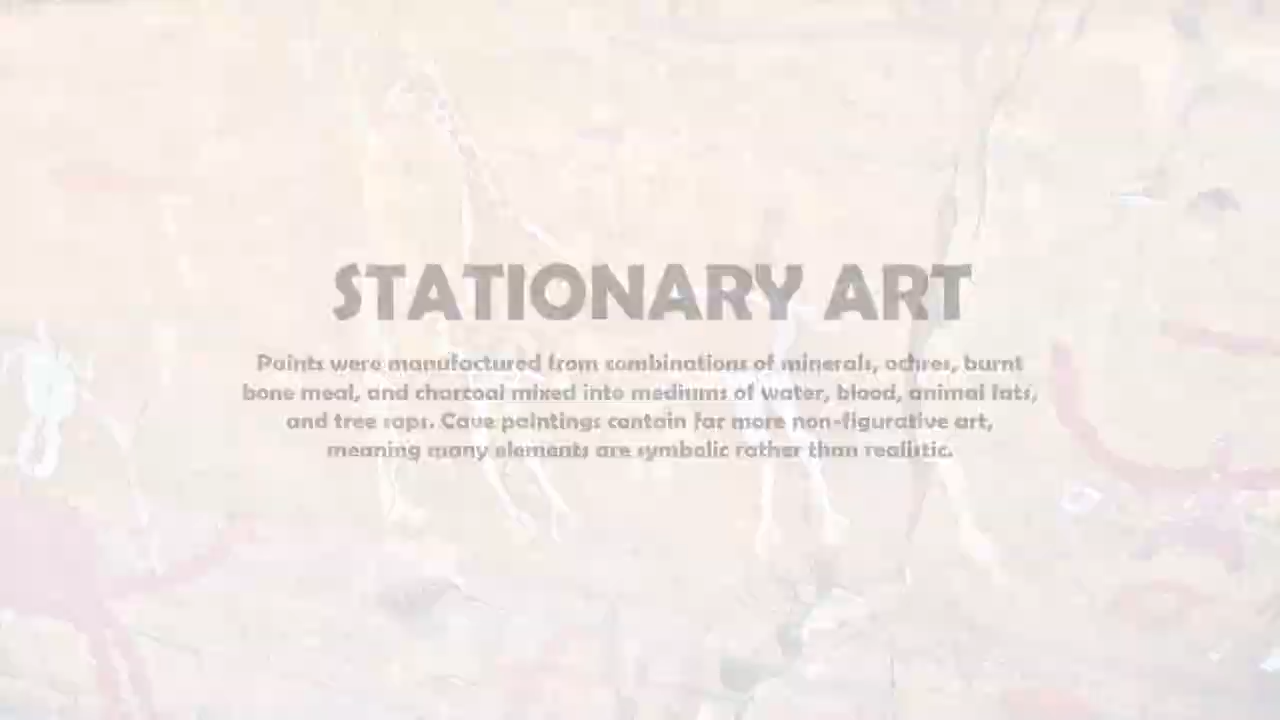 STATIONARY ART
Paints were manufactured from combinations of minerals, ochres, burnt
bone meal, and charcoal mixed into mediums of water, blood, animal fats,
and tree saps. Cave paintings contain far more non-figurative art,
meaning many elements are symbolic rather than realistic.